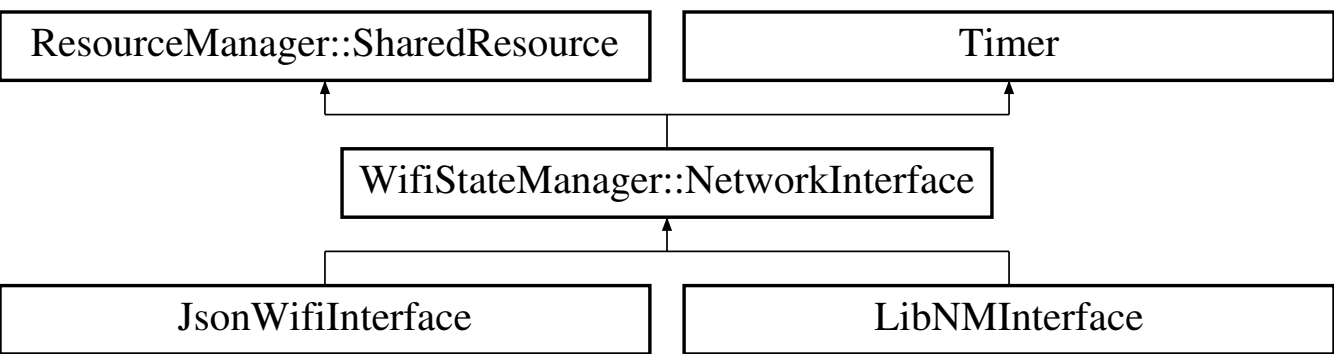 ResourceManager::SharedResource
Timer
WifiStateManager::NetworkInterface
JsonWifiInterface
LibNMInterface